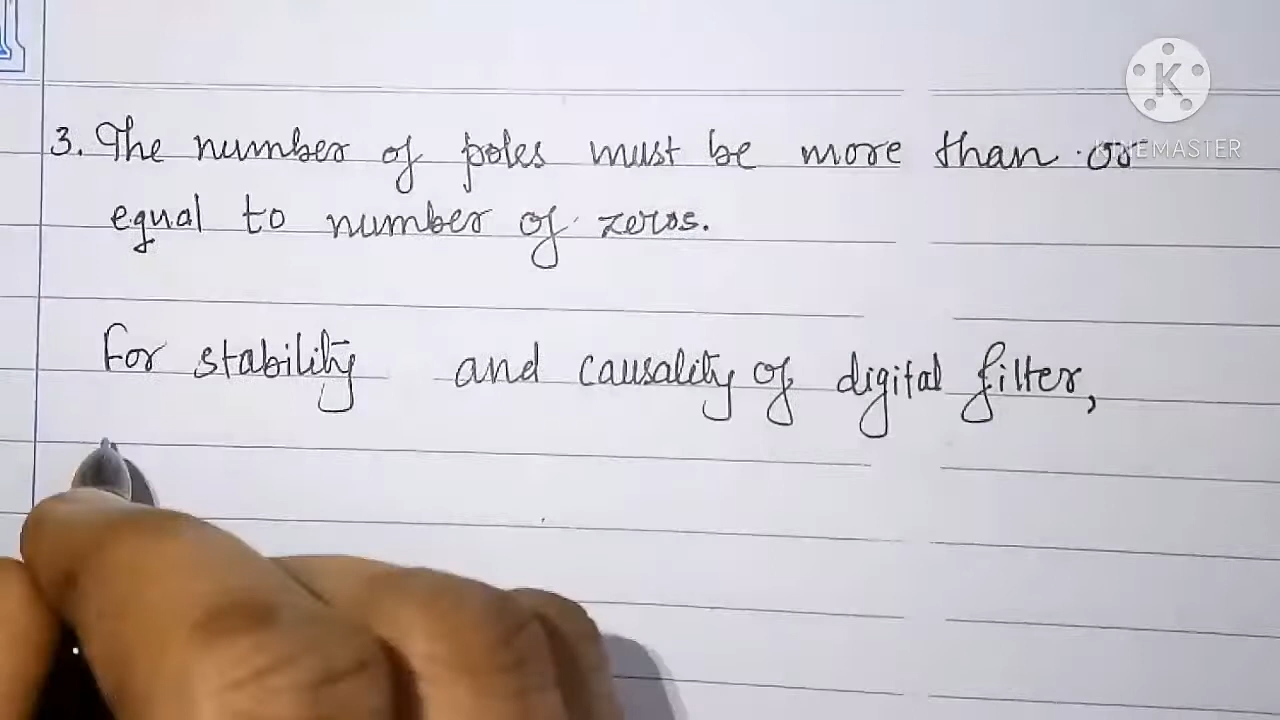 3. The number of poles must be more than or
equal to number of zeros.
For stability and causality of digital filter,
K
KINEMASTER